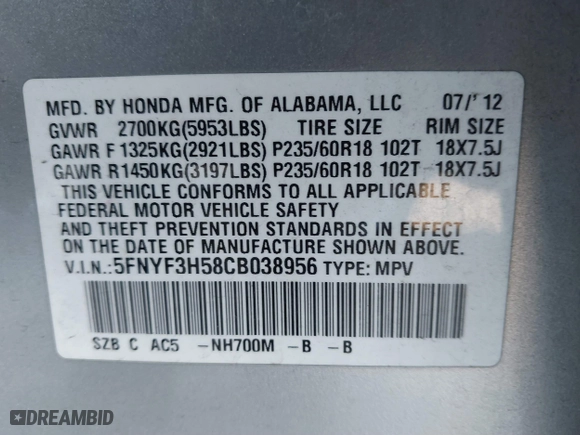 MFD. BY HONDA MFG. OF ALABAMA, LLC 07/'12
GVWR 2700KG(5953LBS) TIRE SIZE RIM SIZE
GAWR F 1325KG(2921LBS) P235/60R18 102T 18X7.5J
GAWR R1450KG(3197LBS) P235/60R18 102T 18X7.5J
THIS VEHICLE CONFORMS TO ALL APPLICABLE
FEDERAL MOTOR VEHICLE SAFETY
AND THEFT PREVENTION STANDARDS IN EFFECT
ON THE DATE OF MANUFACTURE SHOWN ABOVE.
V.I.N.:5FNYF3H58CB038956 TYPE: MPV
SZB C AC5 -NH700M -B -B
DREAMBID